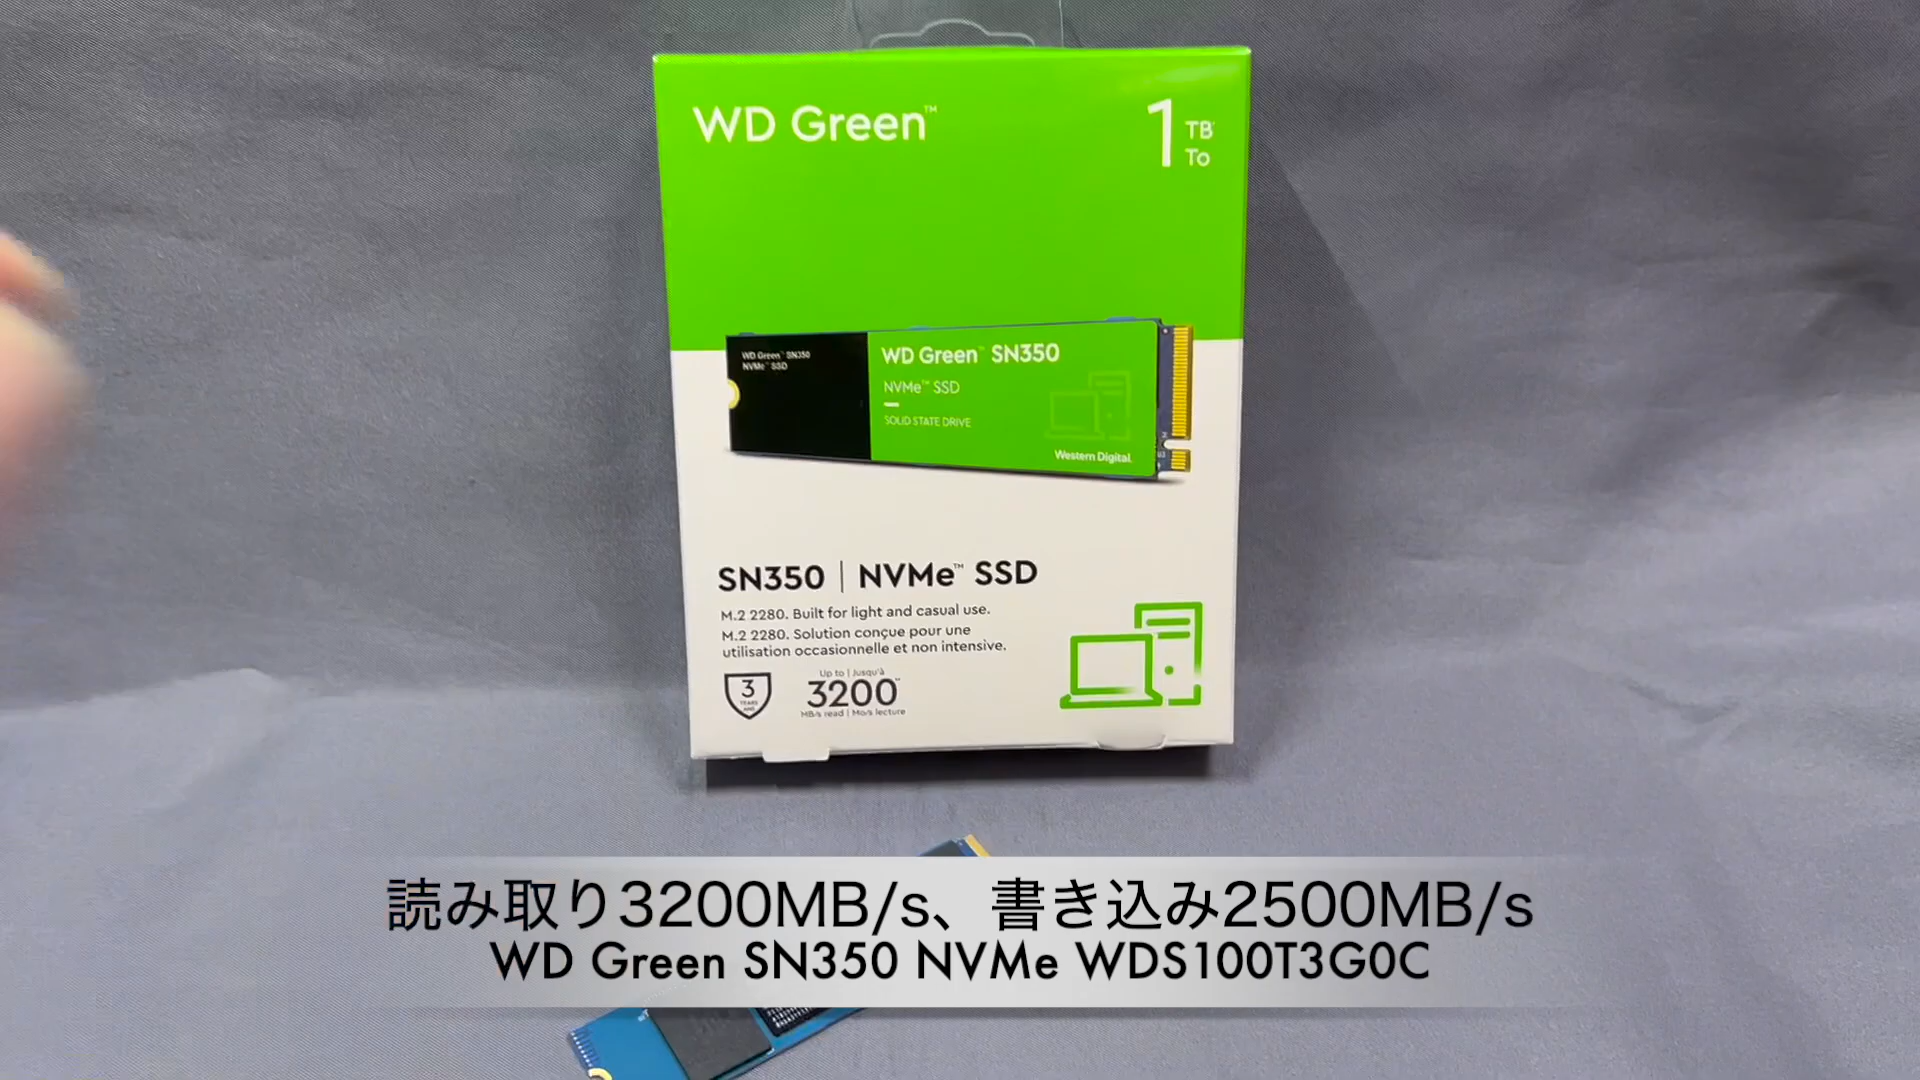 WD Green™
1 TB
To
WD Green™ SN350
NVMe™ SSD
WD Green™ SN350
NVMe™ SSD
SOLID STATE DRIVE
Western Digital.
SN350 | NVMe™ SSD
M.2 2280. Built for light and casual use.
M.2 2280. Solution conçue pour une
utilisation occasionnelle et non intensive.
3
YEARS
ANS
Up to | Jusqu'à
3200**
MB/s read | Mo/s lecture
読み取り3200MB/s、書き込み2500MB/s
WD Green SN350 NVMe WDS100T3G0C